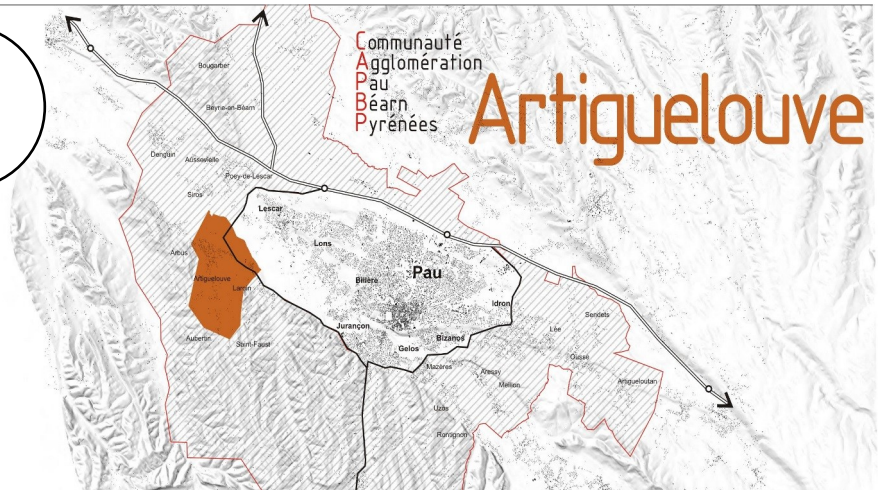 Communauté
Agglomération
Pau
Béarn
Pyrénées
Artiguelouve
Bougarber
Beyrie-en-Béarn
Denguin
Aussevielle
Poey-de-Lescar
Siros
Lescar
Lons
Arbus
Pau
Artiguelouve
Billère
Laroin
Idron
Sendets
Jurançon
Lée
Aubertin
Saint-Faust
Bizanos
Gelos
Ousse
Mazères
Aressy
Meillon
Artigueloutan
Uzos
Rontignon